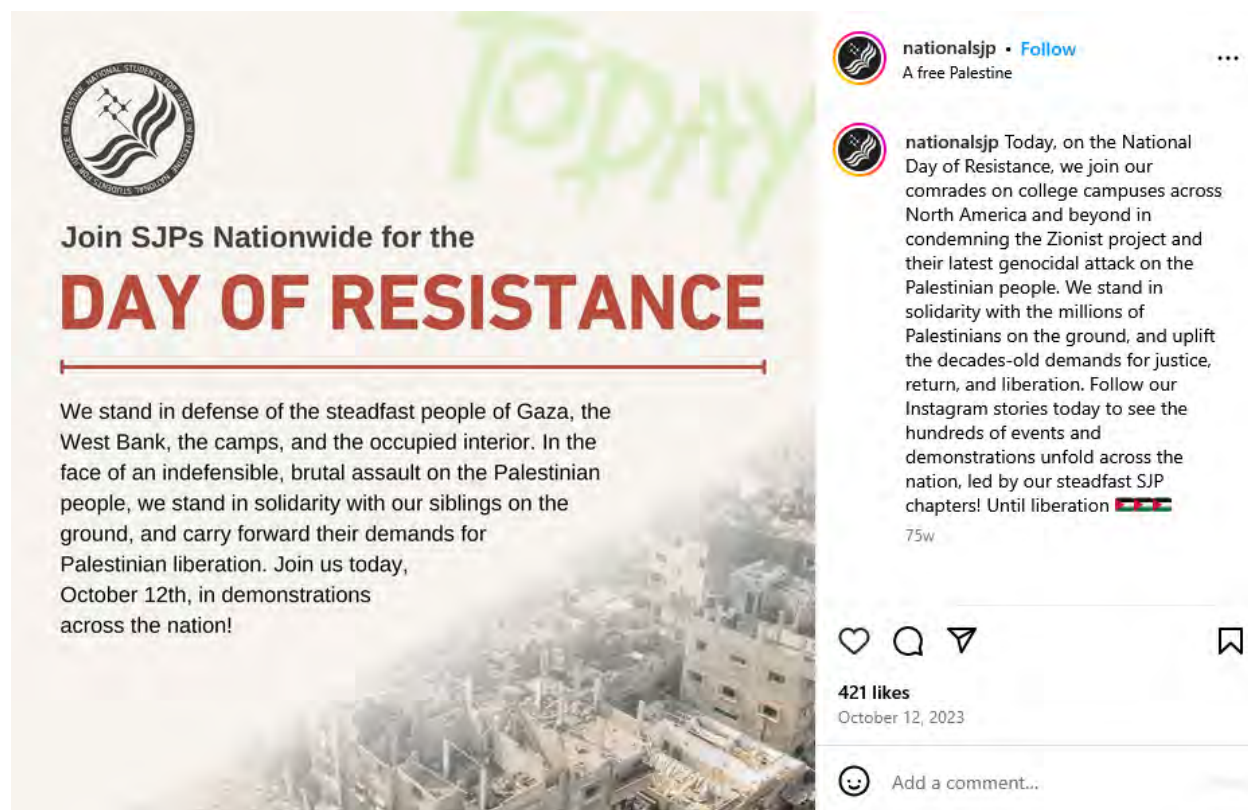 TODAY
NATIONAL STUDENTS FOR JUSTICE IN PALESTINE NATIONAL STUDENTS FOR JUSTICE IN PALESTINE
Join SJPs Nationwide for the
DAY OF RESISTANCE
We stand in defense of the steadfast people of Gaza, the
West Bank, the camps, and the occupied interior. In the
face of an indefensible, brutal assault on the Palestinian
people, we stand in solidarity with our siblings on the
ground, and carry forward their demands for
Palestinian liberation. Join us today,
October 12th, in demonstrations
across the nation!
nationalsjp • Follow
A free Palestine
nationalsjp Today, on the National
Day of Resistance, we join our
comrades on college campuses across
North America and beyond in
condemning the Zionist project and
their latest genocidal attack on the
Palestinian people. We stand in
solidarity with the millions of
Palestinians on the ground, and uplift
the decades-old demands for justice,
return, and liberation. Follow our
Instagram stories today to see the
hundreds of events and
demonstrations unfold across the
nation, led by our steadfast SJP
chapters! Until liberation 🇵🇸🇵🇸🇵🇸
75w
421 likes
October 12, 2023
Add a comment...